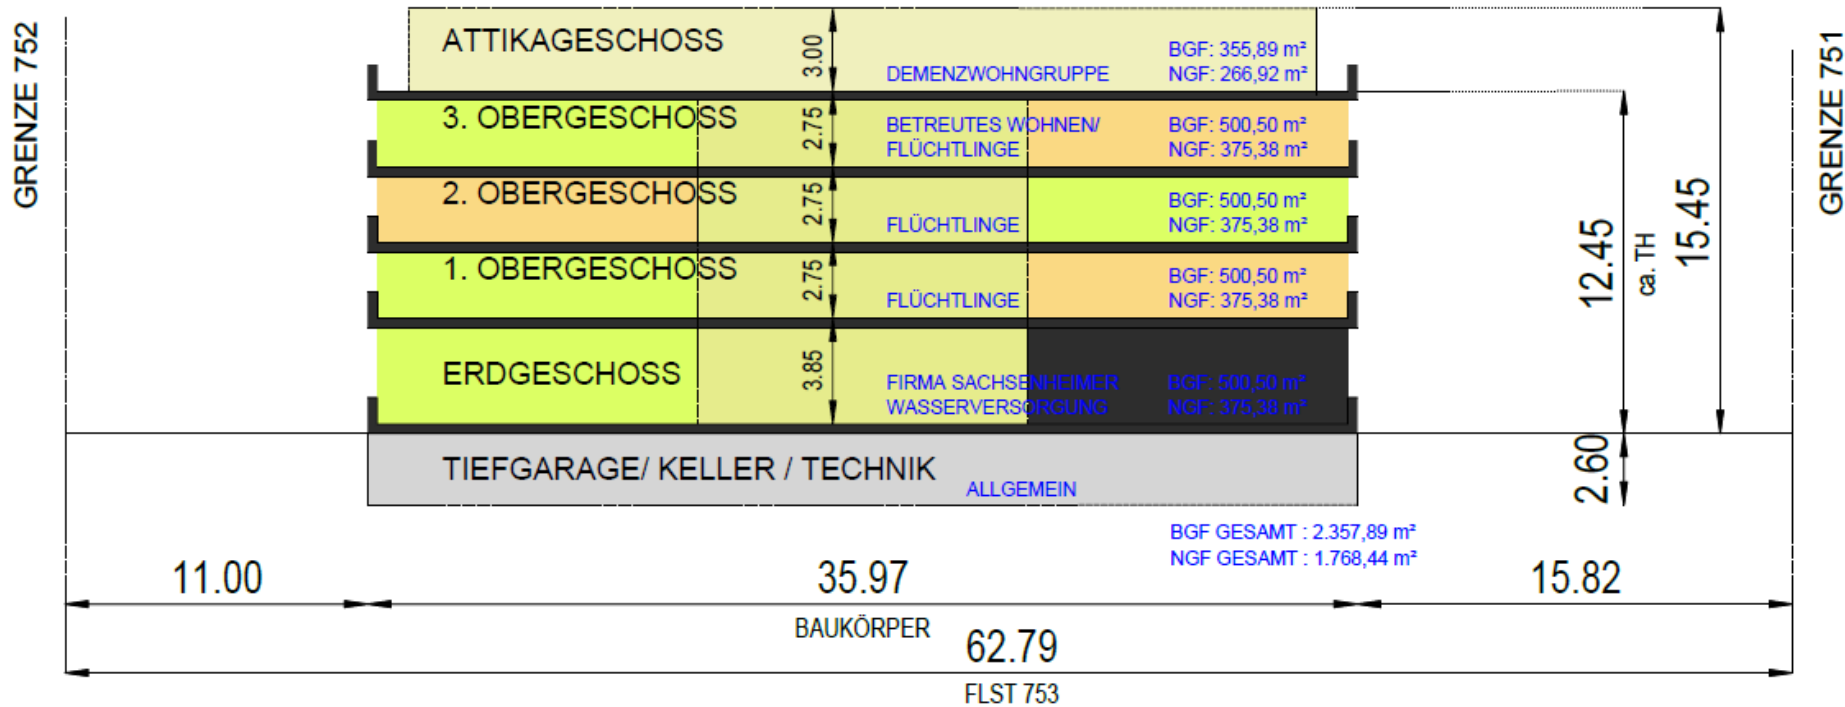 GRENZE 752
GRENZE 751
ATTIKAGESCHOSS
3.00
DEMENZWOHNGRUPPE
BGF: 355,89 m²
NGF: 266,92 m²
3. OBERGESCHOSS
2.75
BETREUTES WOHNEN/
FLÜCHTLINGE
BGF: 500,50 m²
NGF: 375,38 m²
2. OBERGESCHOSS
2.75
FLÜCHTLINGE
BGF: 500,50 m²
NGF: 375,38 m²
1. OBERGESCHOSS
2.75
FLÜCHTLINGE
BGF: 500,50 m²
NGF: 375,38 m²
ERDGESCHOSS
3.85
FIRMA SACHSENHEIMER
WASSERVERSORGUNG
BGF: 500,50 m²
NGF: 375,38 m²
12.45
ca. TH
15.45
TIEFGARAGE/ KELLER / TECHNIK
ALLGEMEIN
2.60
BGF GESAMT : 2.357,89 m²
NGF GESAMT : 1.768,44 m²
11.00
35.97
15.82
BAUKÖRPER
62.79
FLST 753